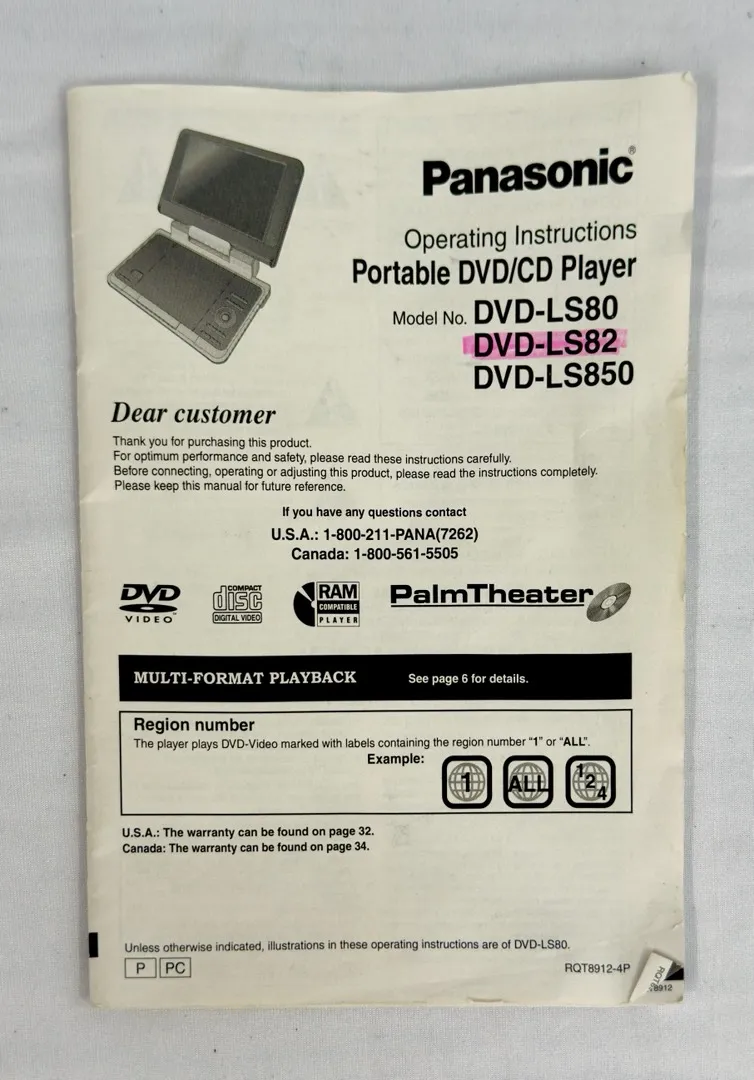 Panasonic®
Operating Instructions
Portable DVD/CD Player
Model No. DVD-LS80
DVD-LS82
DVD-LS850
Dear customer
Thank you for purchasing this product.
For optimum performance and safety, please read these instructions carefully.
Before connecting, operating or adjusting this product, please read the instructions completely.
Please keep this manual for future reference.
If you have any questions contact
U.S.A.: 1-800-211-PANA(7262)
Canada: 1-800-561-5505
DVD VIDEO™
COMPACT disc DIGITAL VIDEO
RAM COMPATIBLE PLAYER
PalmTheater
MULTI-FORMAT PLAYBACK See page 6 for details.
Region number
The player plays DVD-Video marked with labels containing the region number “1” or “ALL”.
Example:
1 ALL 1 2 4
U.S.A.: The warranty can be found on page 32.
Canada: The warranty can be found on page 34.
Unless otherwise indicated, illustrations in these operating instructions are of DVD-LS80.
P PC
RQT8912-4P
8912